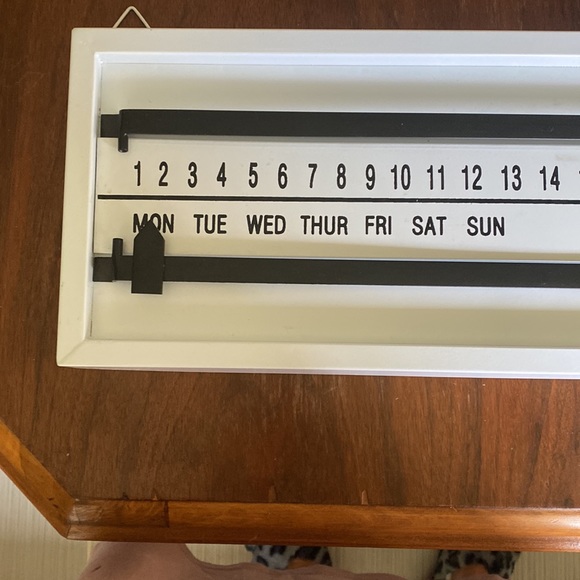 1 2 3 4 5 6 7 8 9 10 11 12 13 14
MON TUE WED THUR FRI SAT SUN